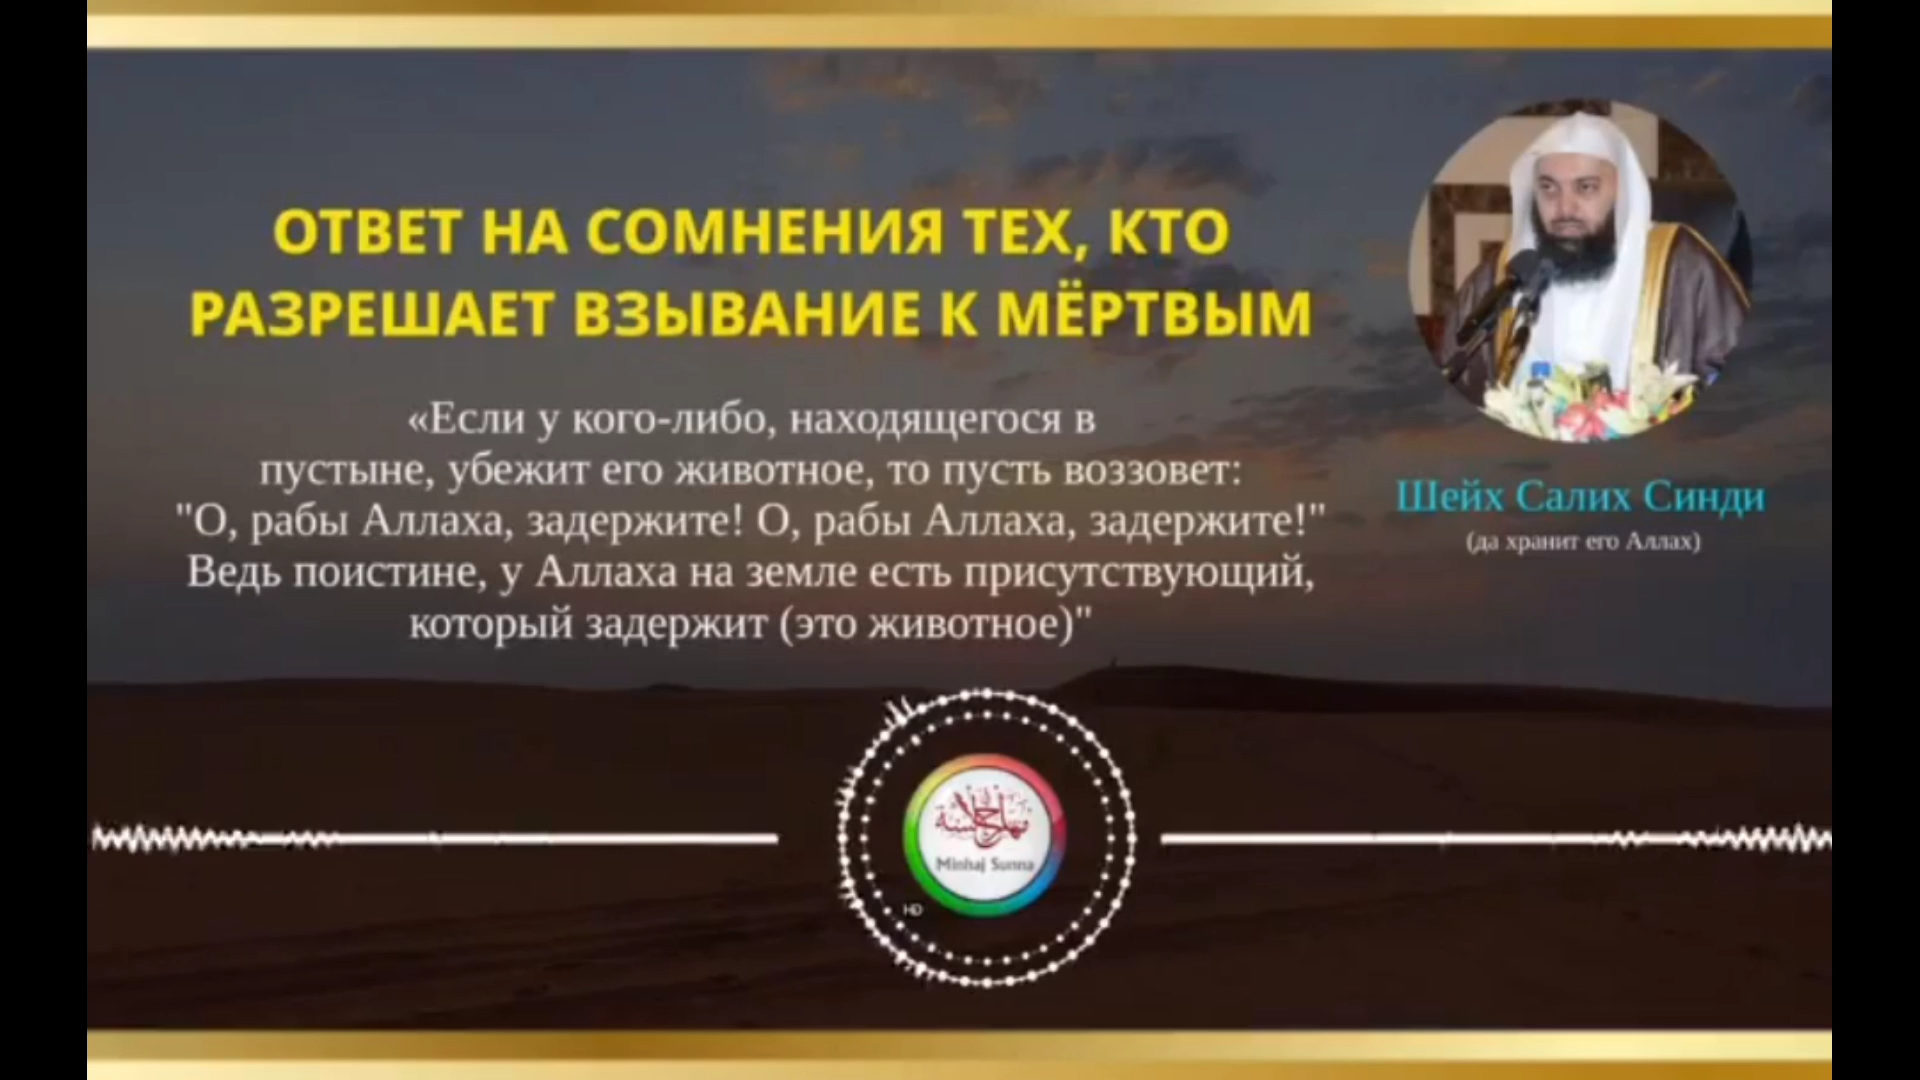 ОТВЕТ НА СОМНЕНИЯ ТЕХ, КТО
РАЗРЕШАЕТ ВЗЫВАНИЕ К МЁРТВЫМ
«Если у кого-либо, находящегося в
пустыне, убежит его животное, то пусть воззовет:
"О, рабы Аллаха, задержите! О, рабы Аллаха, задержите!"
Ведь поистине, у Аллаха на земле есть присутствующий,
который задержит (это животное)"
Шейх Салих Синди
(да хранит его Аллах)
منهاج السنة
Minhaj Sunna
HD